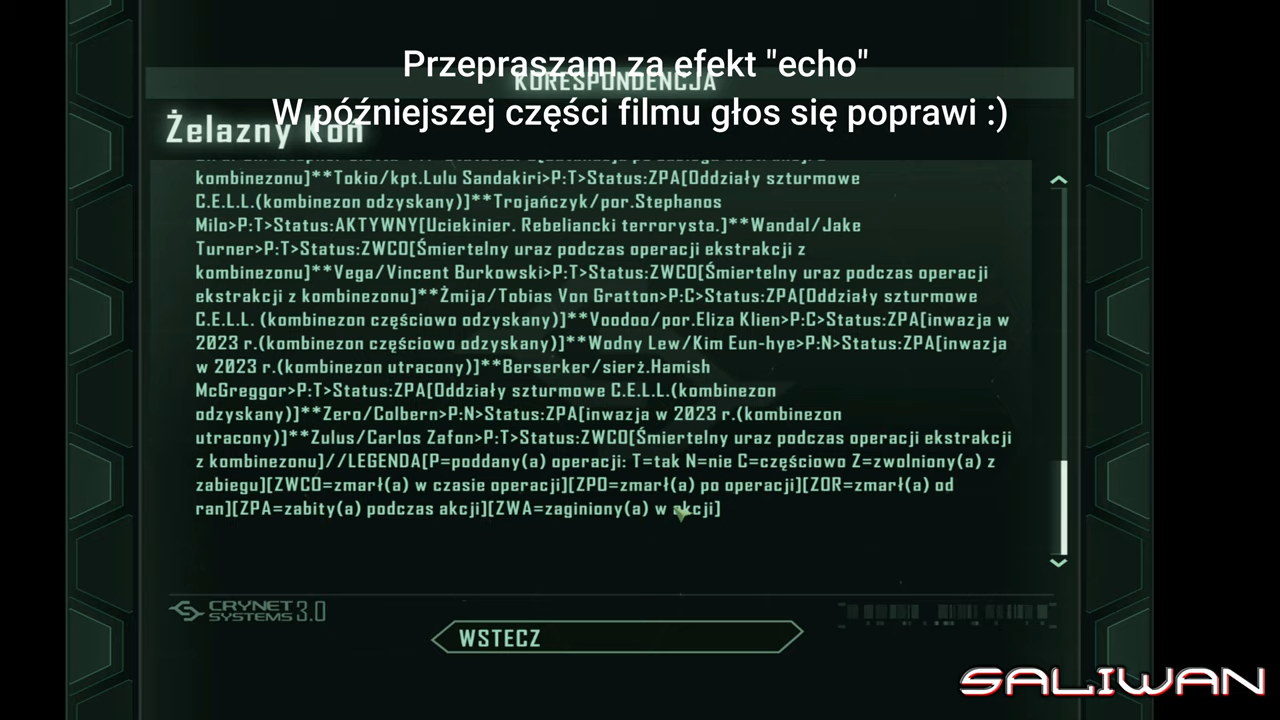 Przepraszam za efekt "echo"
KORESPONDENCJA
W późniejszej części filmu głos się poprawi :)
Żelazny Koń
kombinezonu]**Tokio/kpt.Lulu Sandakiri>P:T>Status:ZPA[Oddziały szturmowe
C.E.L.L.(kombinezon odzyskany)]**Trojańczyk/por.Stephanos
Milo>P:T>Status:AKTYWNY[Uciekinier. Rebeliancki terrorysta.]**Wandal/Jake
Turner>P:T>Status:ZWCO[Śmiertelny uraz podczas operacji ekstrakcji z
kombinezonu]**Vega/Vincent Burkowski>P:T>Status:ZWCO[Śmiertelny uraz podczas operacji
ekstrakcji z kombinezonu]**Żmija/Tobias Von Gratton>P:C>Status:ZPA[Oddziały szturmowe
C.E.L.L. (kombinezon częściowo odzyskany)]**Voodoo/por.Eliza Klien>P:C>Status:ZPA[inwazja w
2023 r.(kombinezon częściowo odzyskany)]**Wodny Lew/Kim Eun-hye>P:N>Status:ZPA[inwazja
w 2023 r.(kombinezon utracony)]**Berserker/sierż.Hamish
McGreggor>P:T>Status:ZPA[Oddziały szturmowe C.E.L.L.(kombinezon
odzyskany)]**Zero/Colbern>P:N>Status:ZPA[inwazja w 2023 r.(kombinezon
utracony)]**Zulus/Carlos Zafon>P:T>Status:ZWCO[Śmiertelny uraz podczas operacji ekstrakcji
z kombinezonu]//LEGENDA[P=poddany(a) operacji: T=tak N=nie C=częściowo Z=zwolniony(a) z
zabiegu][ZWCO=zmarł(a) w czasie operacji][ZPO=zmarł(a) po operacji][ZOR=zmarł(a) od
ran][ZPA=zabity(a) podczas akcji][ZWA=zaginiony(a) w akcji]
CRYNET SYSTEMS 3.0
WSTECZ
SALIWAN